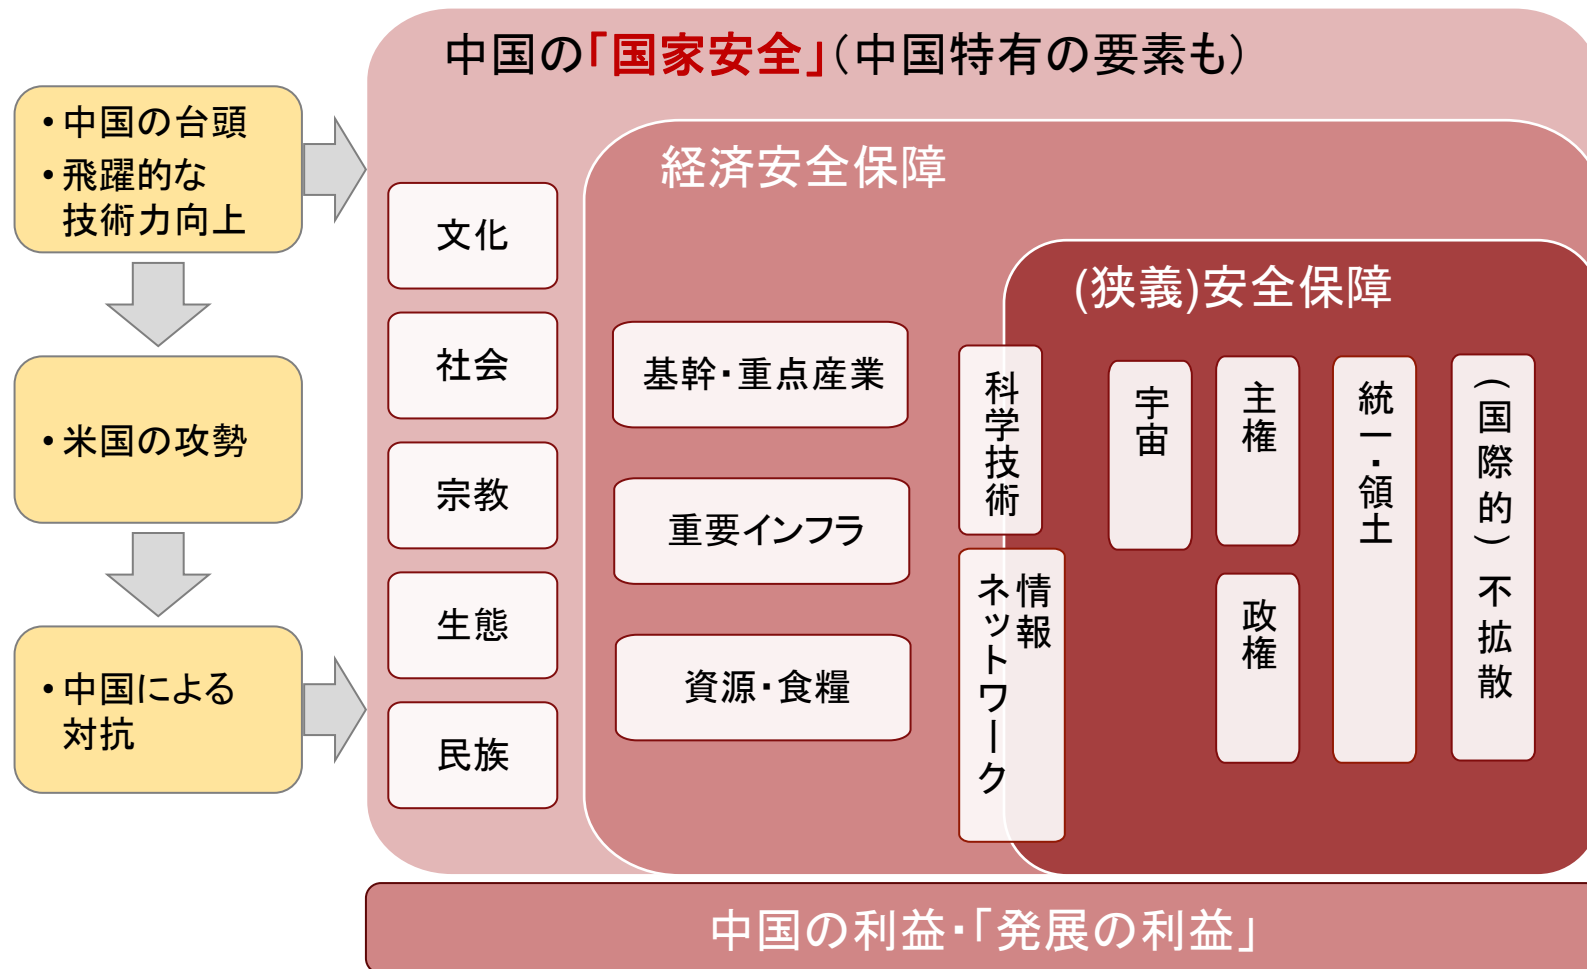 中国の「国家安全」（中国特有の要素も）
• 中国の台頭
• 飛躍的な
技術力向上
• 米国の攻勢
• 中国による
対抗
文化
社会
宗教
生態
民族
経済安全保障
基幹・重点産業
重要インフラ
資源・食糧
科学技術
情報
ネットワーク
(狭義)安全保障
宇宙
主権
政権
統一・領土
（国際的）不拡散
中国の利益・「発展の利益」